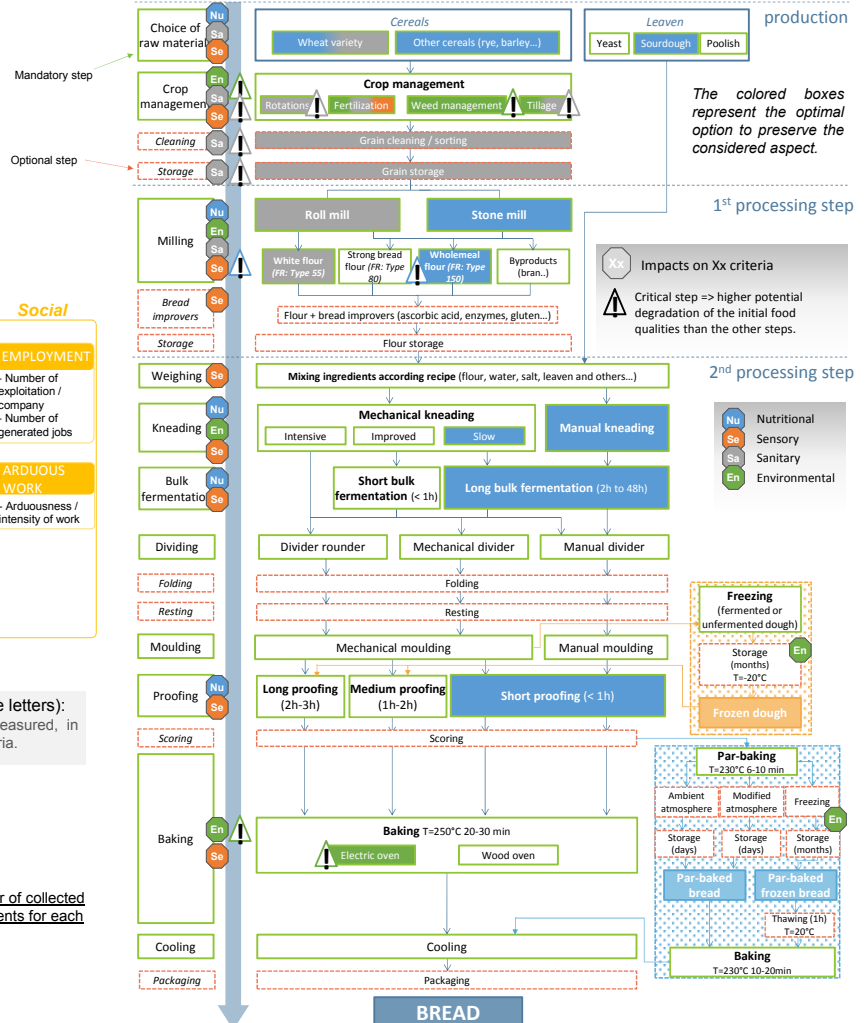 production
Choice of
raw material
Nu
Sa
Se
Cereals
Wheat variety
Other cereals (rye, barley…)
Leaven
Yeast
Sourdough
Poolish
Mandatory step
Crop
management
En
Sa
Se
!
!
Crop management
Rotations
!
Fertilization
Weed management
!
Tillage
!
The colored boxes
represent the optimal
option to preserve the
considered aspect.
Optional step
Cleaning
Sa
!
Grain cleaning / sorting
Storage
Sa
!
Grain storage
1st processing step
Milling
Nu
En
Sa
Se
!
Roll mill
Stone mill
White flour
(FR: Type 55)
Strong bread
flour (FR: Type
80)
!
Wholemeal
flour (FR: Type
150)
Byproducts
(bran..)
Xx
Impacts on Xx criteria
!
Critical step => higher potential
degradation of the initial food
qualities than the other steps.
Bread
improvers
Se
Flour + bread improvers (ascorbic acid, enzymes, gluten…)
Storage
Flour storage
Social
EMPLOYMENT
- Number of
exploitation /
company
- Number of
generated jobs
ARDUOUS
WORK
- Arduousness /
intensity of work
2nd processing step
Weighing
Se
Mixing ingredients according recipe (flour, water, salt, leaven and others…)
Kneading
Nu
En
Se
Mechanical kneading
Intensive
Improved
Slow
Manual kneading
Nu
Nutritional
Se
Sensory
Sa
Sanitary
En
Environmental
Bulk
fermentatio
Nu
Se
Short bulk
fermentation (< 1h)
Long bulk fermentation (2h to 48h)
Dividing
Divider rounder
Mechanical divider
Manual divider
Folding
Folding
Resting
Resting
Moulding
Mechanical moulding
Manual moulding
Freezing
(fermented or
unfermented dough)
En
Storage
(months)
T=-20°C
Frozen dough
e letters):
easured, in
ria.
Proofing
Nu
Se
Long proofing
(2h-3h)
Medium proofing
(1h-2h)
Short proofing (< 1h)
Scoring
Scoring
Par-baking
T=230°C 6-10 min
Ambient
atmosphere
Modified
atmosphere
Freezing
En
Storage
(days)
Storage
(days)
Storage
(months)
Par-baked
bread
Par-baked
frozen bread
Thawing (1h)
T=20°C
Baking
T=230°C 10-20min
Baking
En
Se
!
Baking T=250°C 20-30 min
!
Electric oven
Wood oven
r of collected
ents for each
Cooling
Cooling
Packaging
Packaging
BREAD